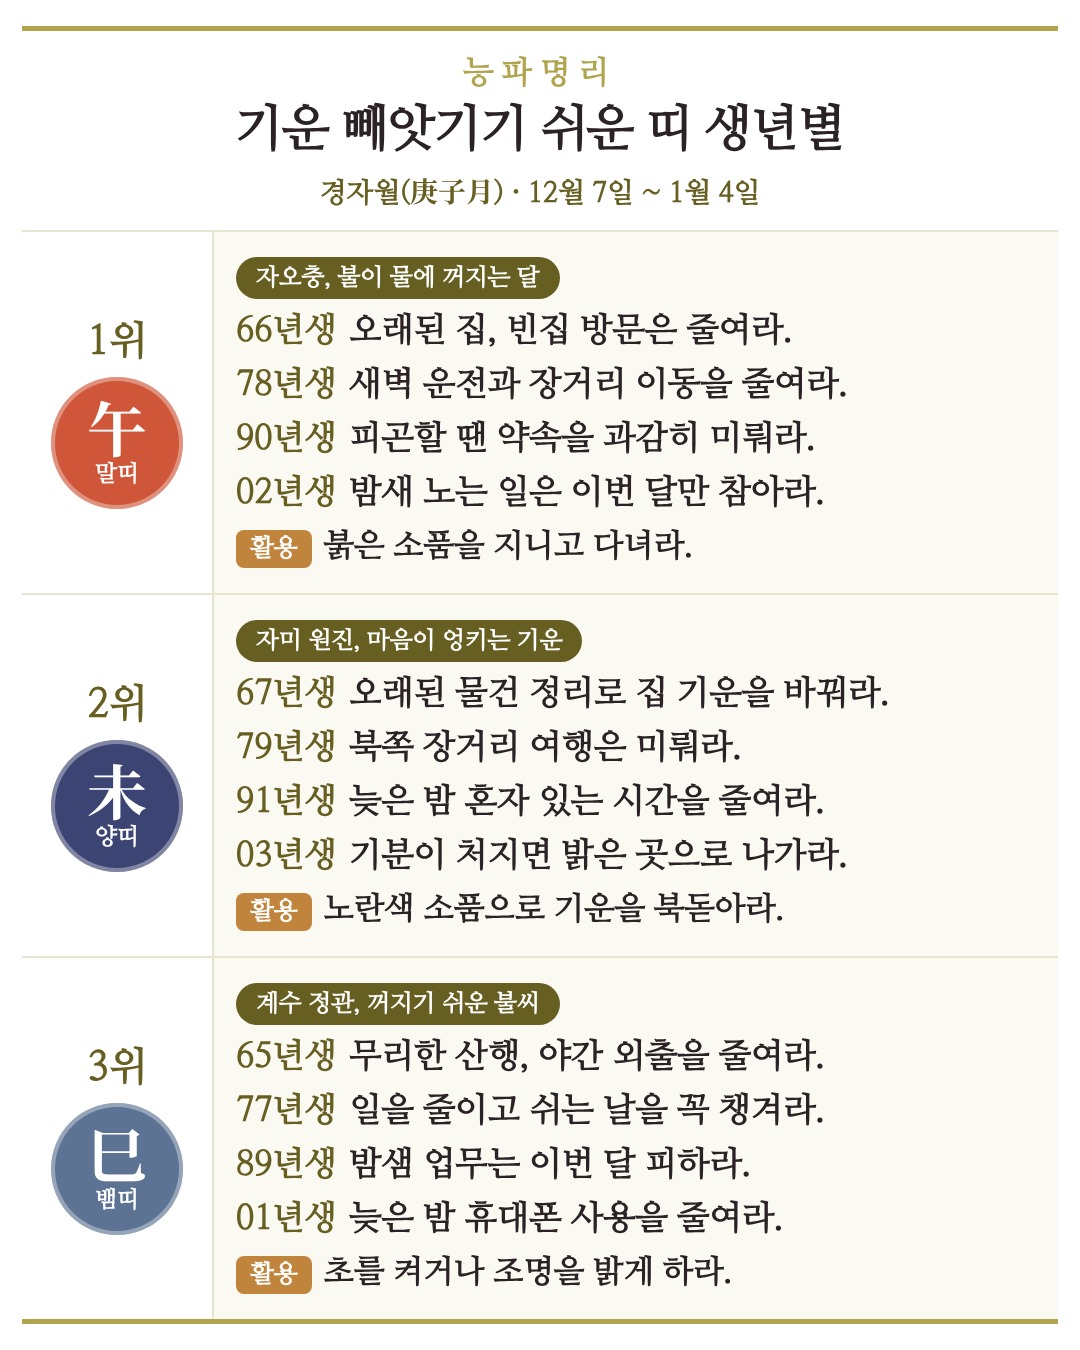 능파명리
기운 빼앗기기 쉬운 띠 생년별
경자월(庚子月) · 12월 7일 ~ 1월 4일
1위
午
말띠
자오충, 불이 물에 꺼지는 달
66년생 오래된 집, 빈집 방문은 줄여라.
78년생 새벽 운전과 장거리 이동을 줄여라.
90년생 피곤할 땐 약속을 과감히 미뤄라.
02년생 밤새 노는 일은 이번 달만 참아라.
활용 붉은 소품을 지니고 다녀라.
2위
未
양띠
자미 원진, 마음이 엉키는 기운
67년생 오래된 물건 정리로 집 기운을 바꿔라.
79년생 북쪽 장거리 여행은 미뤄라.
91년생 늦은 밤 혼자 있는 시간을 줄여라.
03년생 기분이 처지면 밝은 곳으로 나가라.
활용 노란색 소품으로 기운을 북돋아라.
3위
巳
뱀띠
계수 정관, 꺼지기 쉬운 불씨
65년생 무리한 산행, 야간 외출을 줄여라.
77년생 일을 줄이고 쉬는 날을 꼭 챙겨라.
89년생 밤샘 업무는 이번 달 피하라.
01년생 늦은 밤 휴대폰 사용을 줄여라.
활용 초를 켜거나 조명을 밝게 하라.